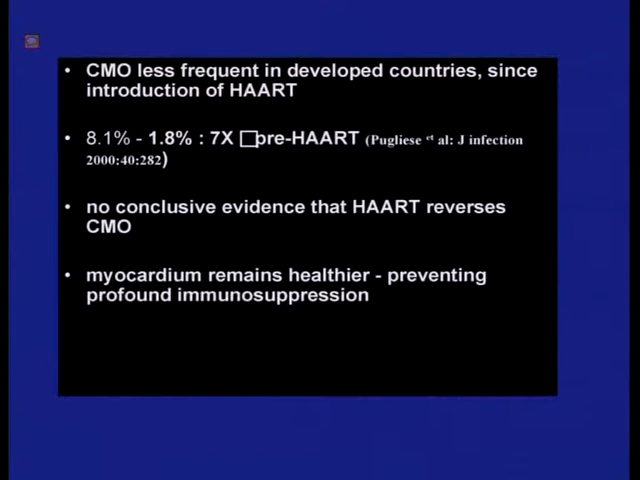 • CMO less frequent in developed countries, since
introduction of HAART
• 8.1% - 1.8% : 7X □pre-HAART (Pugliese et al: J infection
2000:40:282)
• no conclusive evidence that HAART reverses
CMO
• myocardium remains healthier - preventing
profound immunosuppression